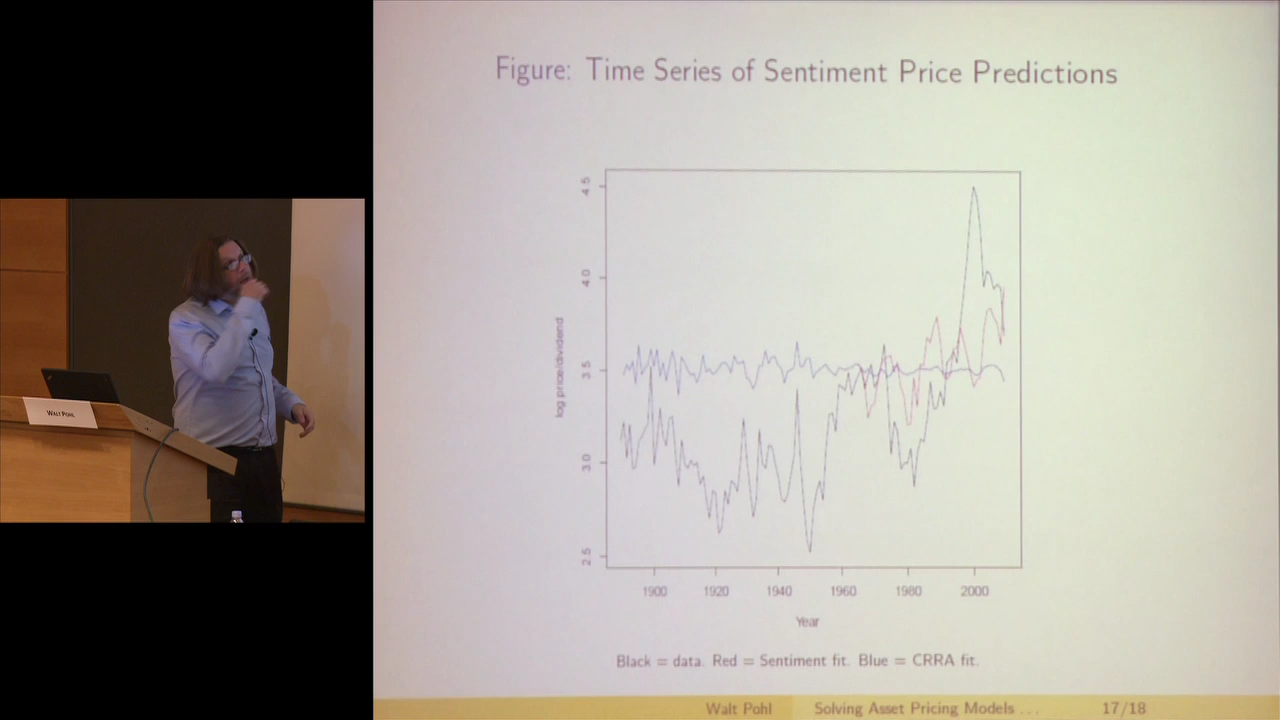 Figure: Time Series of Sentiment Price Predictions
4.5
4.0
3.5
3.0
2.5
log price/dividend
1900 1920 1940 1960 1980 2000
Year
Black = data. Red = Sentiment fit. Blue = CRRA fit.
Walt Pohl Solving Asset Pricing Models ... 17/18
WALT POHL